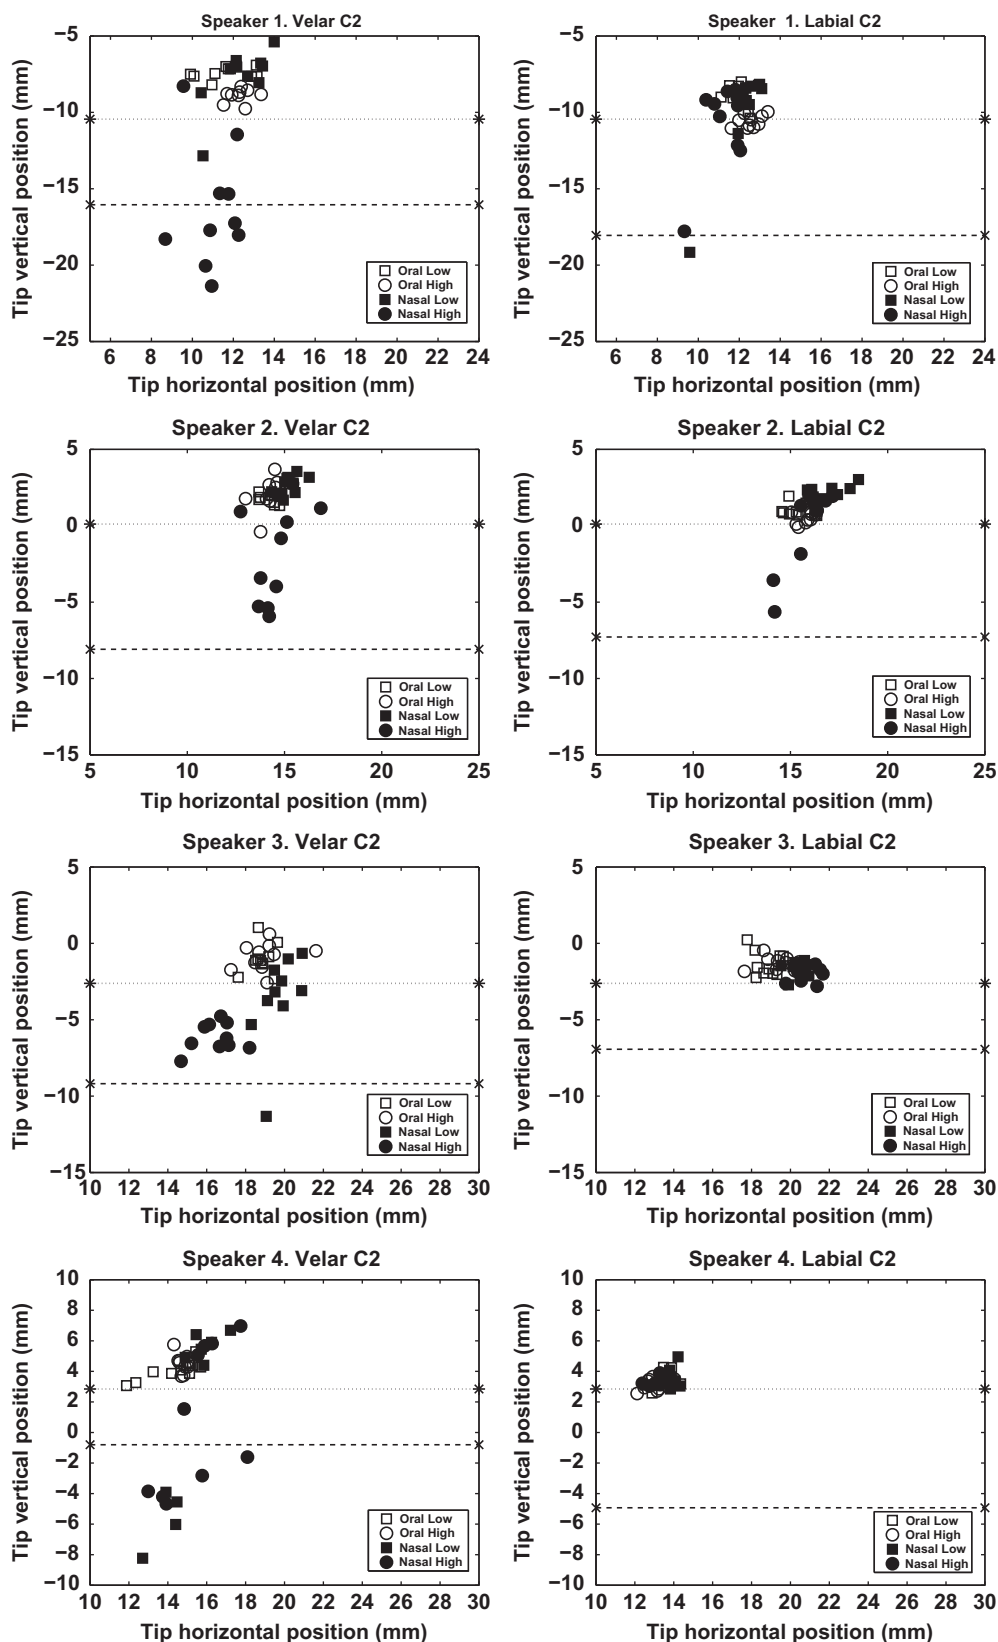 Speaker 1. Velar C2
Tip vertical position (mm)
−5
−10
−15
−20
−25
Oral Low
Oral High
Nasal Low
Nasal High
6 8 10 12 14 16 18 20 22 24
Tip horizontal position (mm)
Speaker 1. Labial C2
Tip vertical position (mm)
−5
−10
−15
−20
−25
Oral Low
Oral High
Nasal Low
Nasal High
6 8 10 12 14 16 18 20 22 24
Tip horizontal position (mm)
Speaker 2. Velar C2
Tip vertical position (mm)
5
0
−5
−10
−15
Oral Low
Oral High
Nasal Low
Nasal High
5 10 15 20 25
Tip horizontal position (mm)
Speaker 2. Labial C2
Tip vertical position (mm)
5
0
−5
−10
−15
Oral Low
Oral High
Nasal Low
Nasal High
5 10 15 20 25
Tip horizontal position (mm)
Speaker 3. Velar C2
Tip vertical position (mm)
5
0
−5
−10
−15
Oral Low
Oral High
Nasal Low
Nasal High
10 12 14 16 18 20 22 24 26 28 30
Tip horizontal position (mm)
Speaker 3. Labial C2
Tip vertical position (mm)
5
0
−5
−10
−15
Oral Low
Oral High
Nasal Low
Nasal High
10 12 14 16 18 20 22 24 26 28 30
Tip horizontal position (mm)
Speaker 4. Velar C2
Tip vertical position (mm)
10
8
6
4
2
0
−2
−4
−6
−8
−10
Oral Low
Oral High
Nasal Low
Nasal High
10 12 14 16 18 20 22 24 26 28 30
Tip horizontal position (mm)
Speaker 4. Labial C2
Tip vertical position (mm)
10
8
6
4
2
0
−2
−4
−6
−8
−10
Oral Low
Oral High
Nasal Low
Nasal High
10 12 14 16 18 20 22 24 26 28 30
Tip horizontal position (mm)